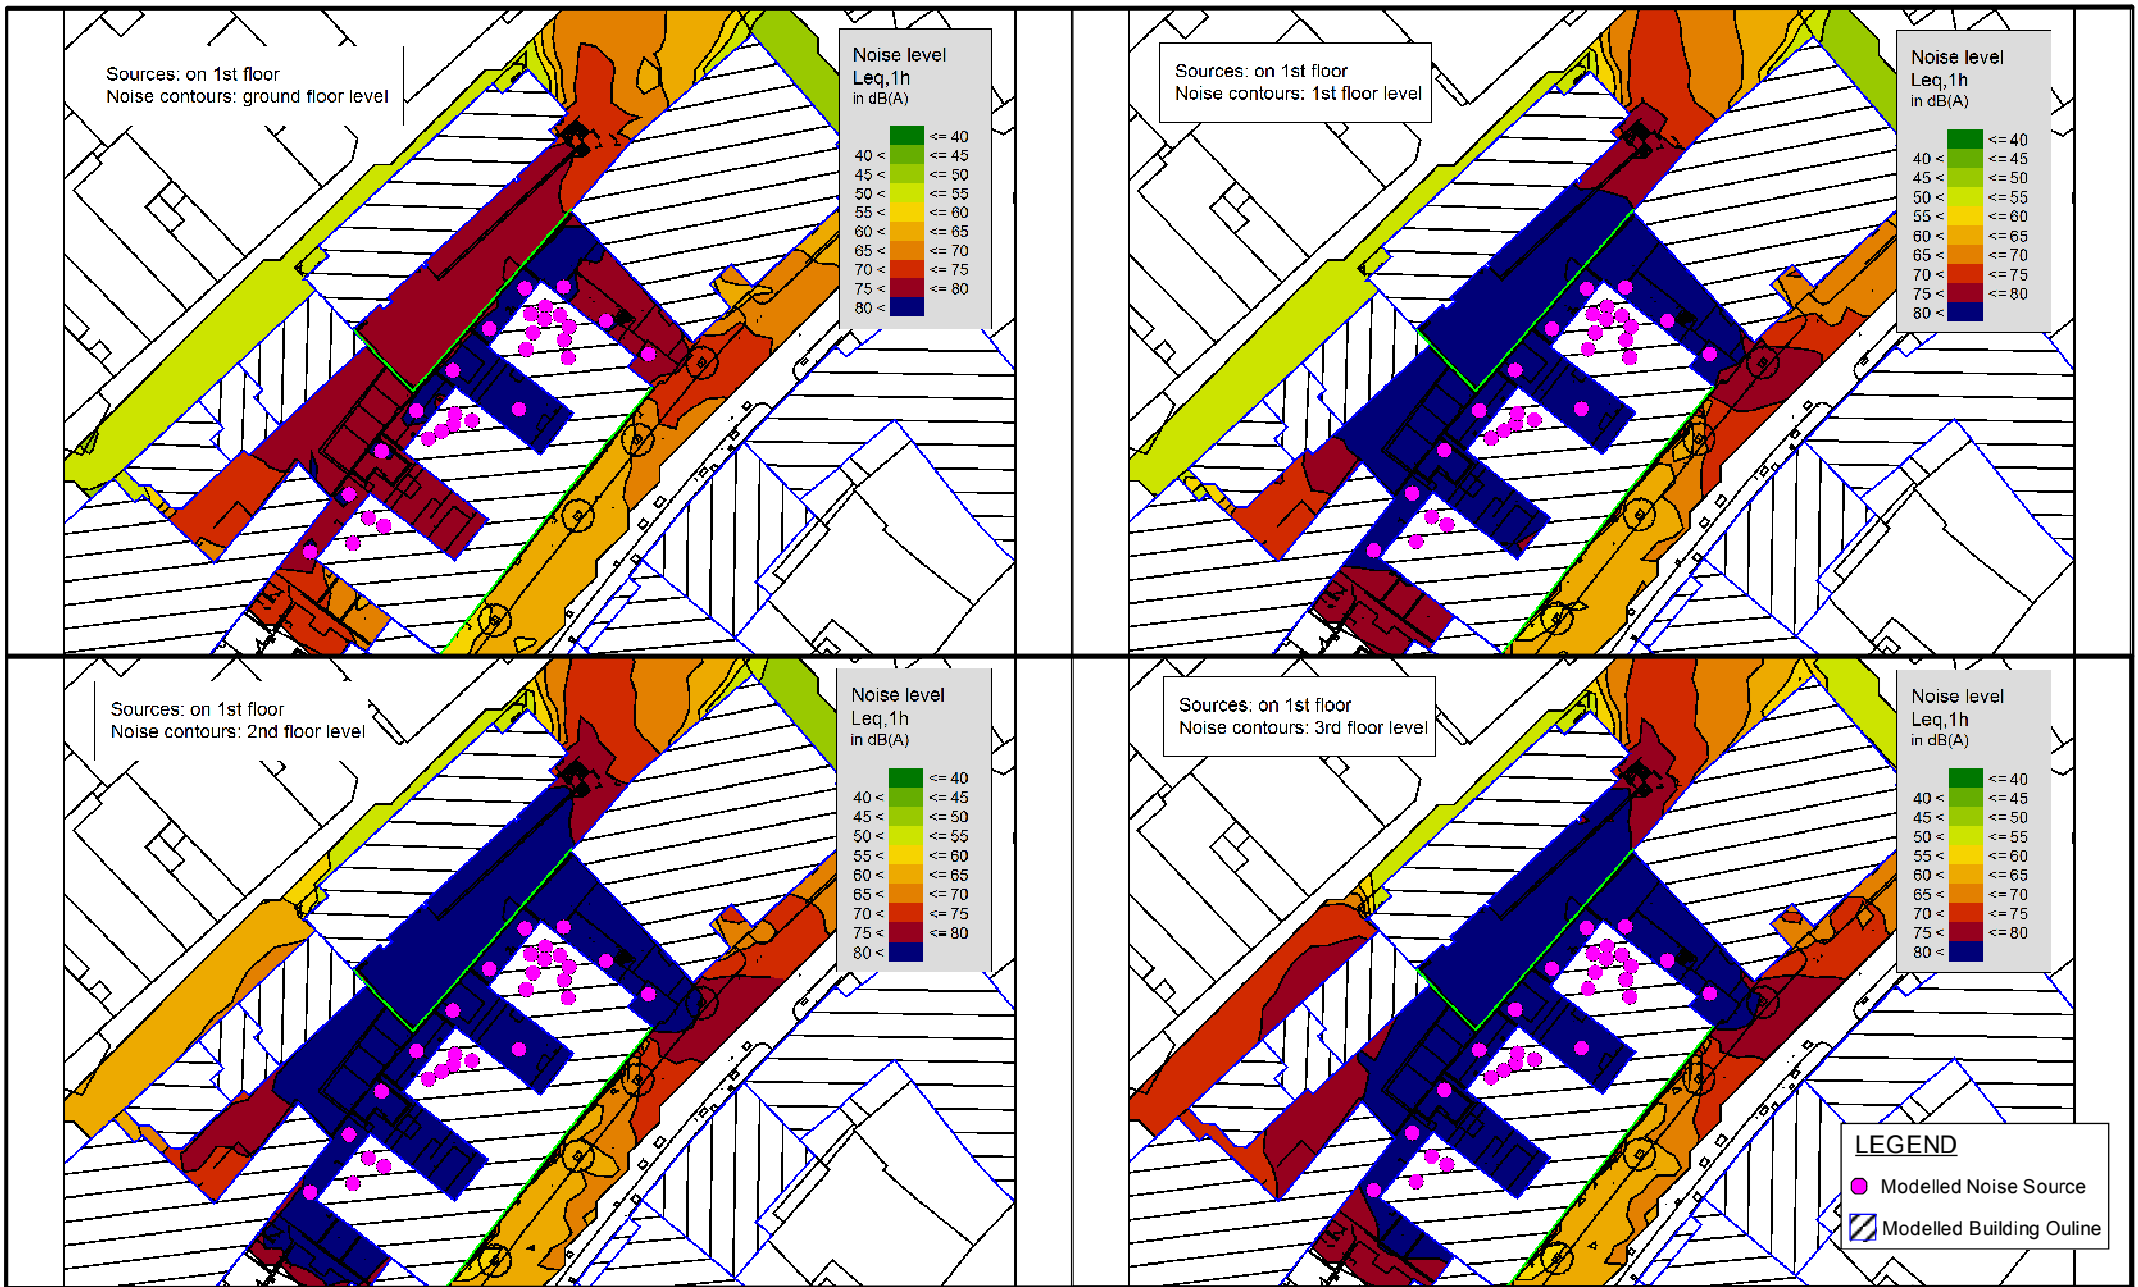 Sources: on 1st floor
Noise contours: ground floor level
Noise level
Leq,1h
in dB(A)
<= 40
40 < <= 45
45 < <= 50
50 < <= 55
55 < <= 60
60 < <= 65
65 < <= 70
70 < <= 75
75 < <= 80
80 <
Sources: on 1st floor
Noise contours: 1st floor level
Noise level
Leq,1h
in dB(A)
<= 40
40 < <= 45
45 < <= 50
50 < <= 55
55 < <= 60
60 < <= 65
65 < <= 70
70 < <= 75
75 < <= 80
80 <
Sources: on 1st floor
Noise contours: 2nd floor level
Noise level
Leq,1h
in dB(A)
<= 40
40 < <= 45
45 < <= 50
50 < <= 55
55 < <= 60
60 < <= 65
65 < <= 70
70 < <= 75
75 < <= 80
80 <
Sources: on 1st floor
Noise contours: 3rd floor level
Noise level
Leq,1h
in dB(A)
<= 40
40 < <= 45
45 < <= 50
50 < <= 55
55 < <= 60
60 < <= 65
65 < <= 70
70 < <= 75
75 < <= 80
80 <
LEGEND
Modelled Noise Source
Modelled Building Ouline